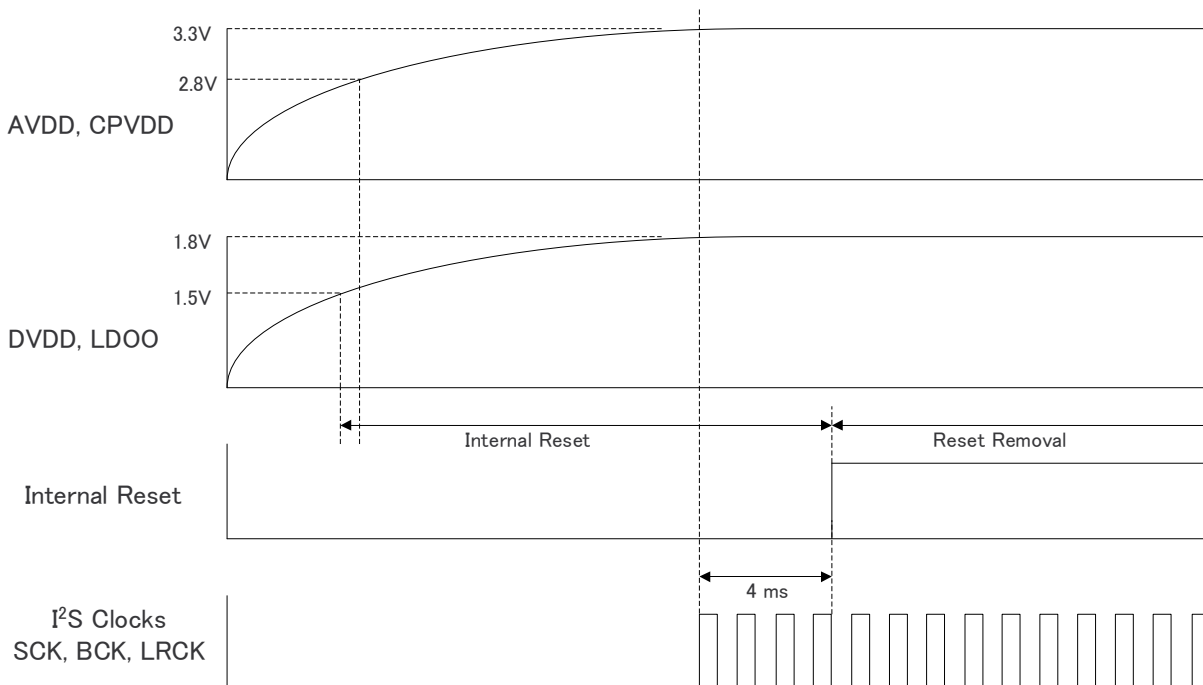 3.3V
2.8V
AVDD, CPVDD
1.8V
1.5V
DVDD, LDOO
Internal Reset
Reset Removal
Internal Reset
4 ms
I²S Clocks
SCK, BCK, LRCK